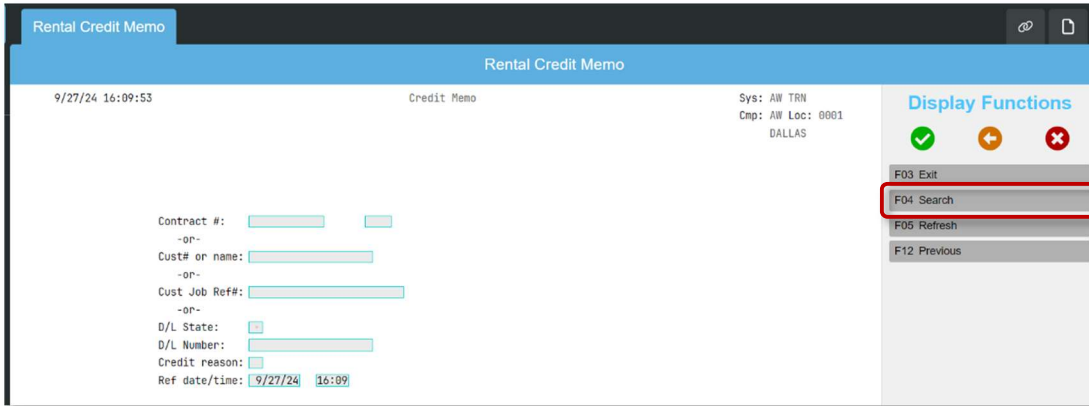 Rental Credit Memo
Rental Credit Memo
9/27/24 16:09:53 Credit Memo Sys: AW TRN
Cmp: AW Loc: 0001
DALLAS
Display Functions
F03 Exit
F04 Search
F05 Refresh
F12 Previous
Contract #:
-or-
Cust# or name:
-or-
Cust Job Ref#:
-or-
D/L State:
D/L Number:
Credit reason:
Ref date/time: 9/27/24 16:09